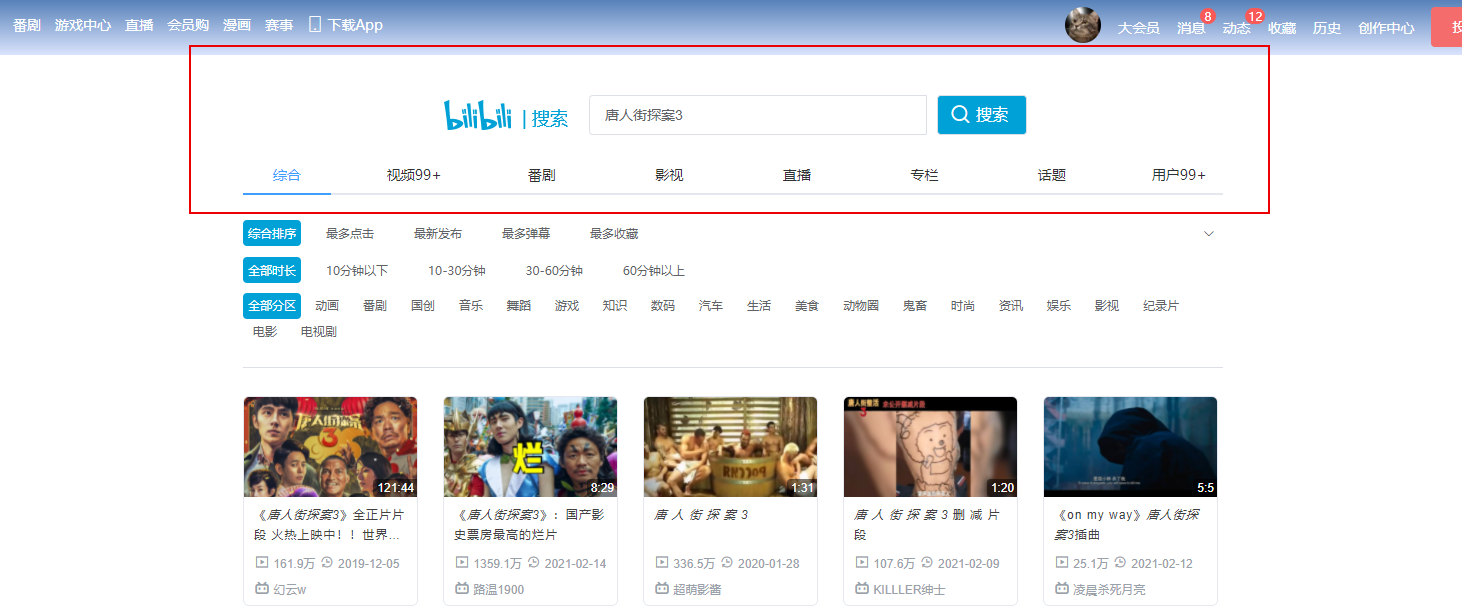 番剧 游戏中心 直播 会员购 漫画 赛事 下载App 大会员 消息 8 动态 12 收藏 历史 创作中心
bilibili | 搜索 唐人街探案3 搜索
综合 视频99+ 番剧 影视 直播 专栏 话题 用户99+
综合排序 最多点击 最新发布 最多弹幕 最多收藏
全部时长 10分钟以下 10-30分钟 30-60分钟 60分钟以上
全部分区 动画 番剧 国创 音乐 舞蹈 游戏 知识 数码 汽车 生活 美食 动物圈 鬼畜 时尚 资讯 娱乐 影视 纪录片
电影 电视剧
121:44
《唐人街探案3》全正片片
段 火热上映中！！世界...
161.9万 2019-12-05
幻云w
烂
8:29
《唐人街探案3》：国产影
史票房最高的烂片
1359.1万 2021-02-14
路温1900
1:31
唐人街探案3
336.5万 2020-01-28
超萌影酱
1:20
唐人街探案3删减片
段
107.6万 2021-02-09
KILLLER绅士
5:5
《on my way》唐人街探
案3插曲
25.1万 2021-02-12
凌晨杀死月亮